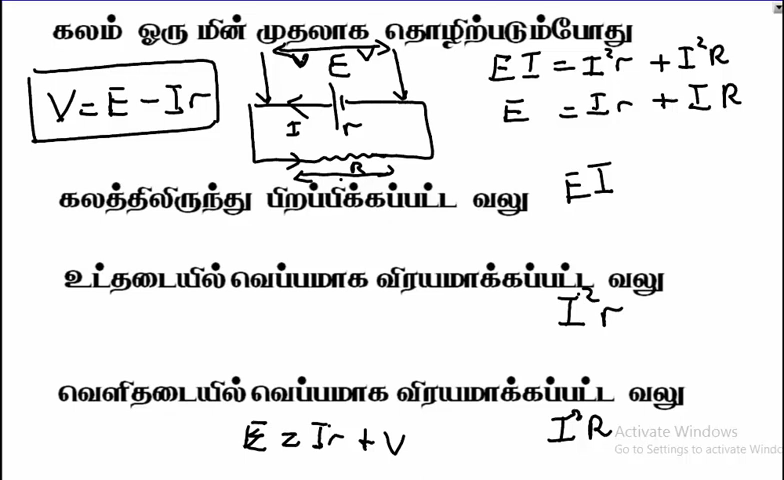 கலம் ஒரு மின் முதலாக தொழிற்படும்போது
V = E - Ir
V E V
I r
R
EI = I²r + I²R
E = Ir + IR
கலத்திலிருந்து பிறப்பிக்கப்பட்ட வலு EI
உட்தடையில் வெப்பமாக விரயமாக்கப்பட்ட வலு
I²r
வெளிதடையில் வெப்பமாக விரயமாக்கப்பட்ட வலு
E = Ir + V I²R
Activate Windows
Go to Settings to activate Windo